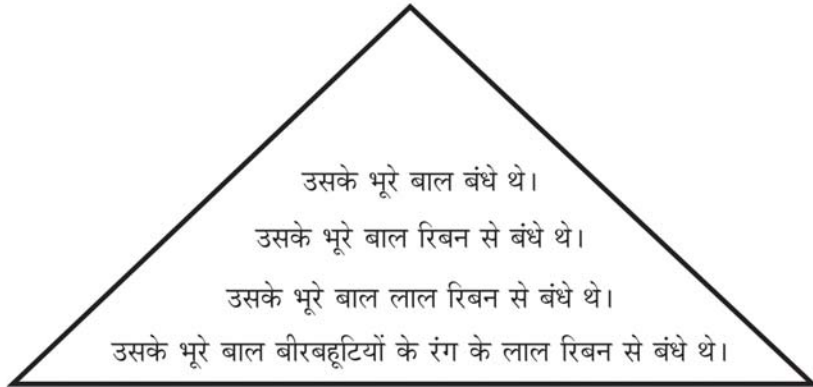 उसके भूरे बाल बंधे थे।
उसके भूरे बाल रिबन से बंधे थे।
उसके भूरे बाल लाल रिबन से बंधे थे।
उसके भूरे बाल बीरबहूटियों के रंग के लाल रिबन से बंधे थे।